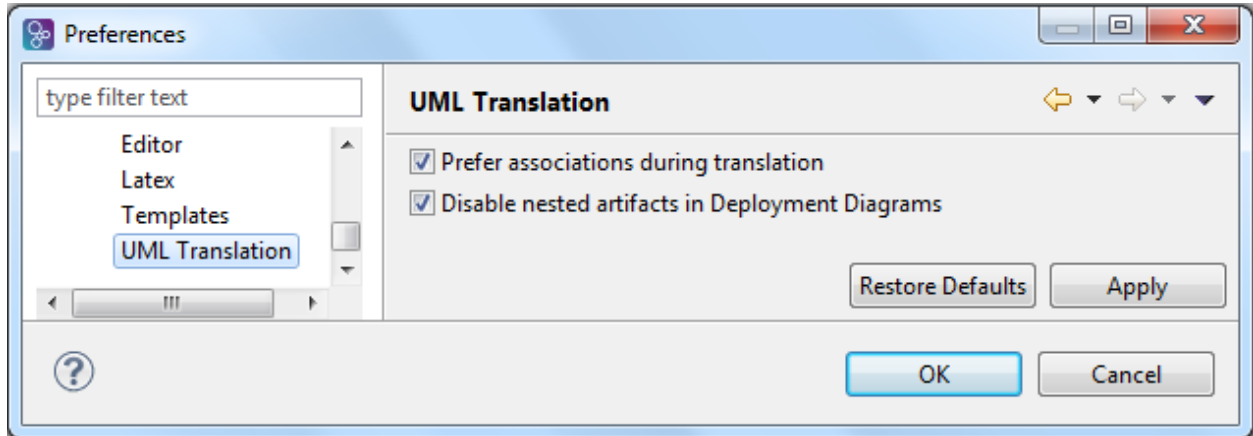 Preferences
type filter text
Editor
Latex
Templates
UML Translation
UML Translation
Prefer associations during translation
Disable nested artifacts in Deployment Diagrams
Restore Defaults
Apply
OK
Cancel